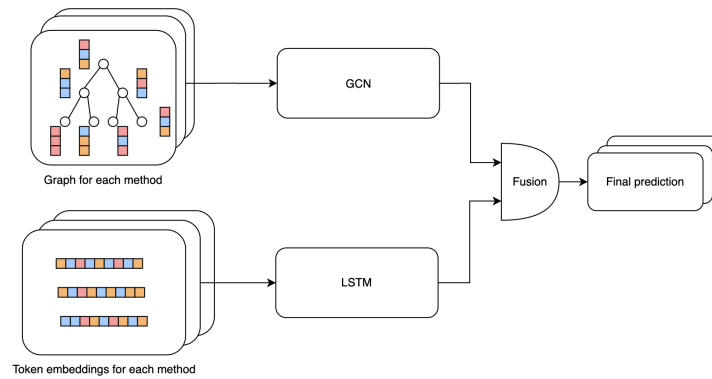 GCN
Graph for each method
Fusion
Final prediction
LSTM
Token embeddings for each method